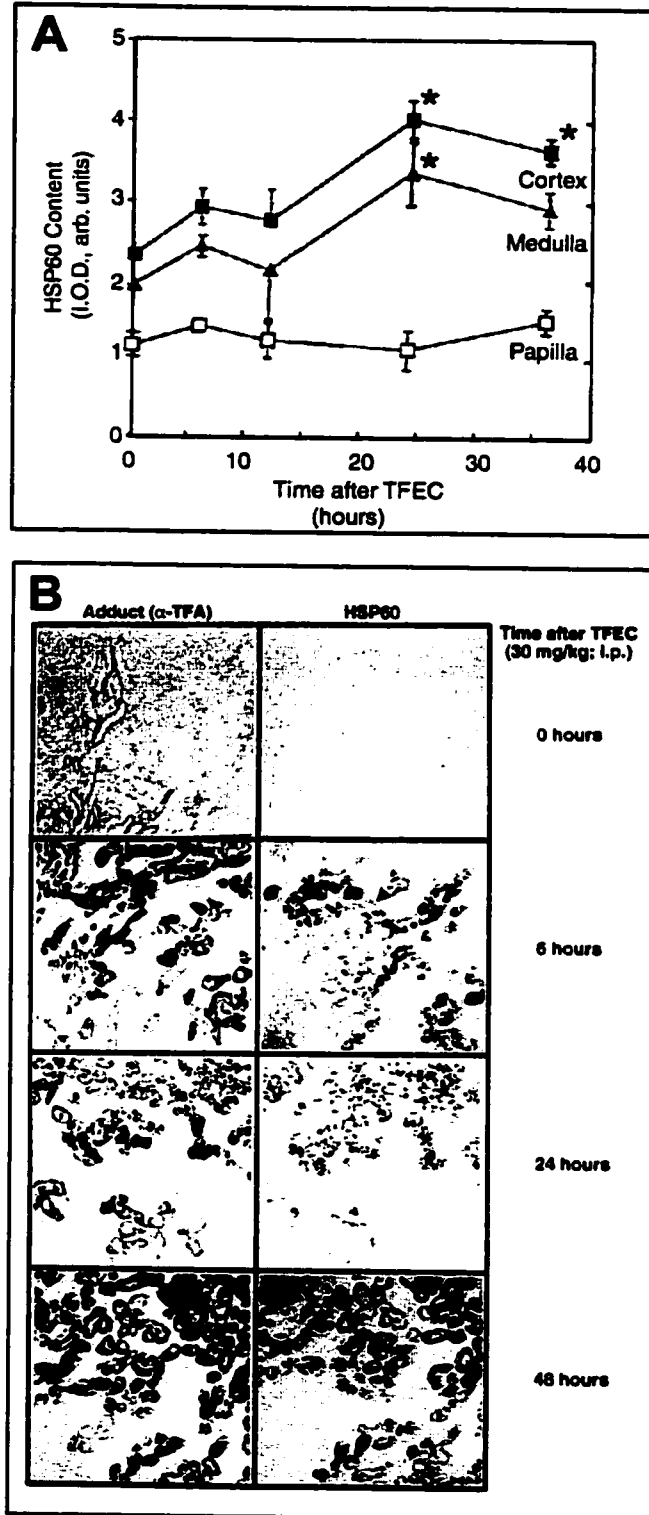 A
5
4
3
2
1
0
HSP60 Content
(I.O.D., arb. units)
*
*
*
Cortex
Medulla
Papilla
0
10
20
30
40
Time after TFEC
(hours)
B
Adduct (α-TFA)
HSP60
Time after TFEC
(30 mg/kg; i.p.)
0 hours
6 hours
24 hours
48 hours